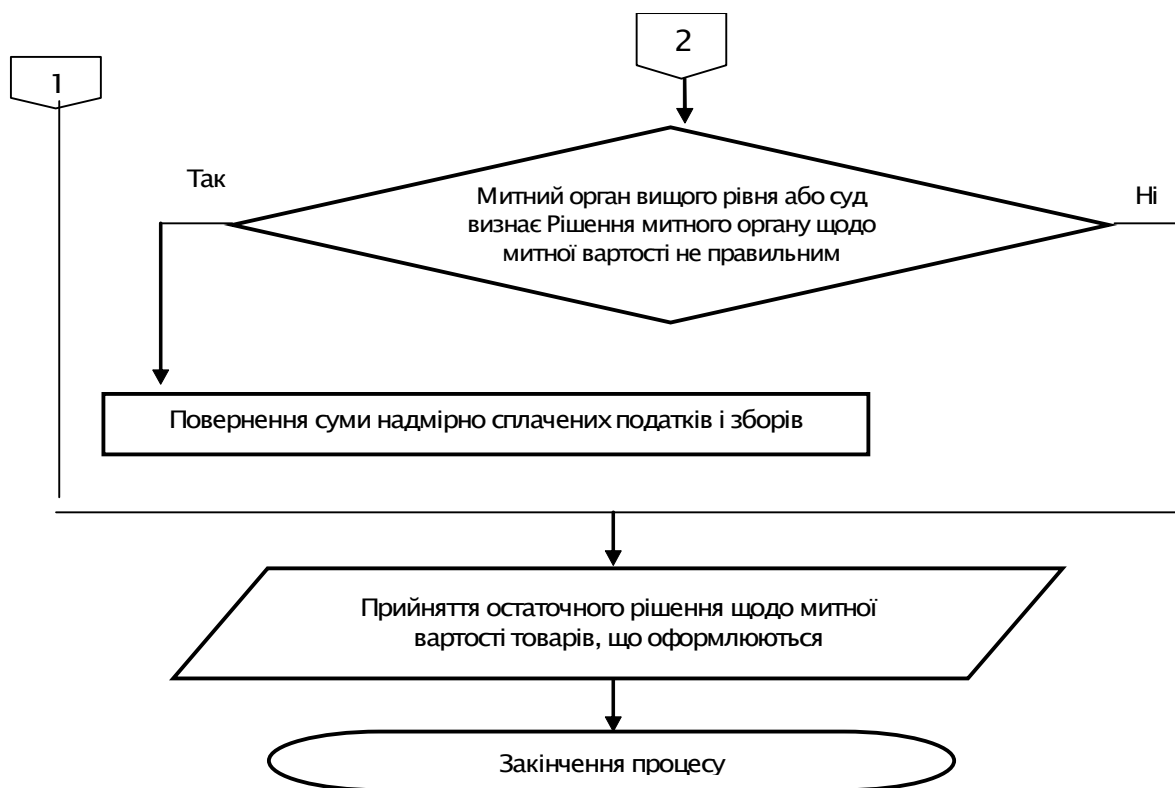 2
1
Так
Митний орган вищого рівня або суд
визнає Рішення митного органу щодо
митної вартості не правильним
Ні
Повернення суми надмірно сплачених податків і зборів
Прийняття остаточного рішення щодо митної
вартості товарів, що оформлюються
Закінчення процесу